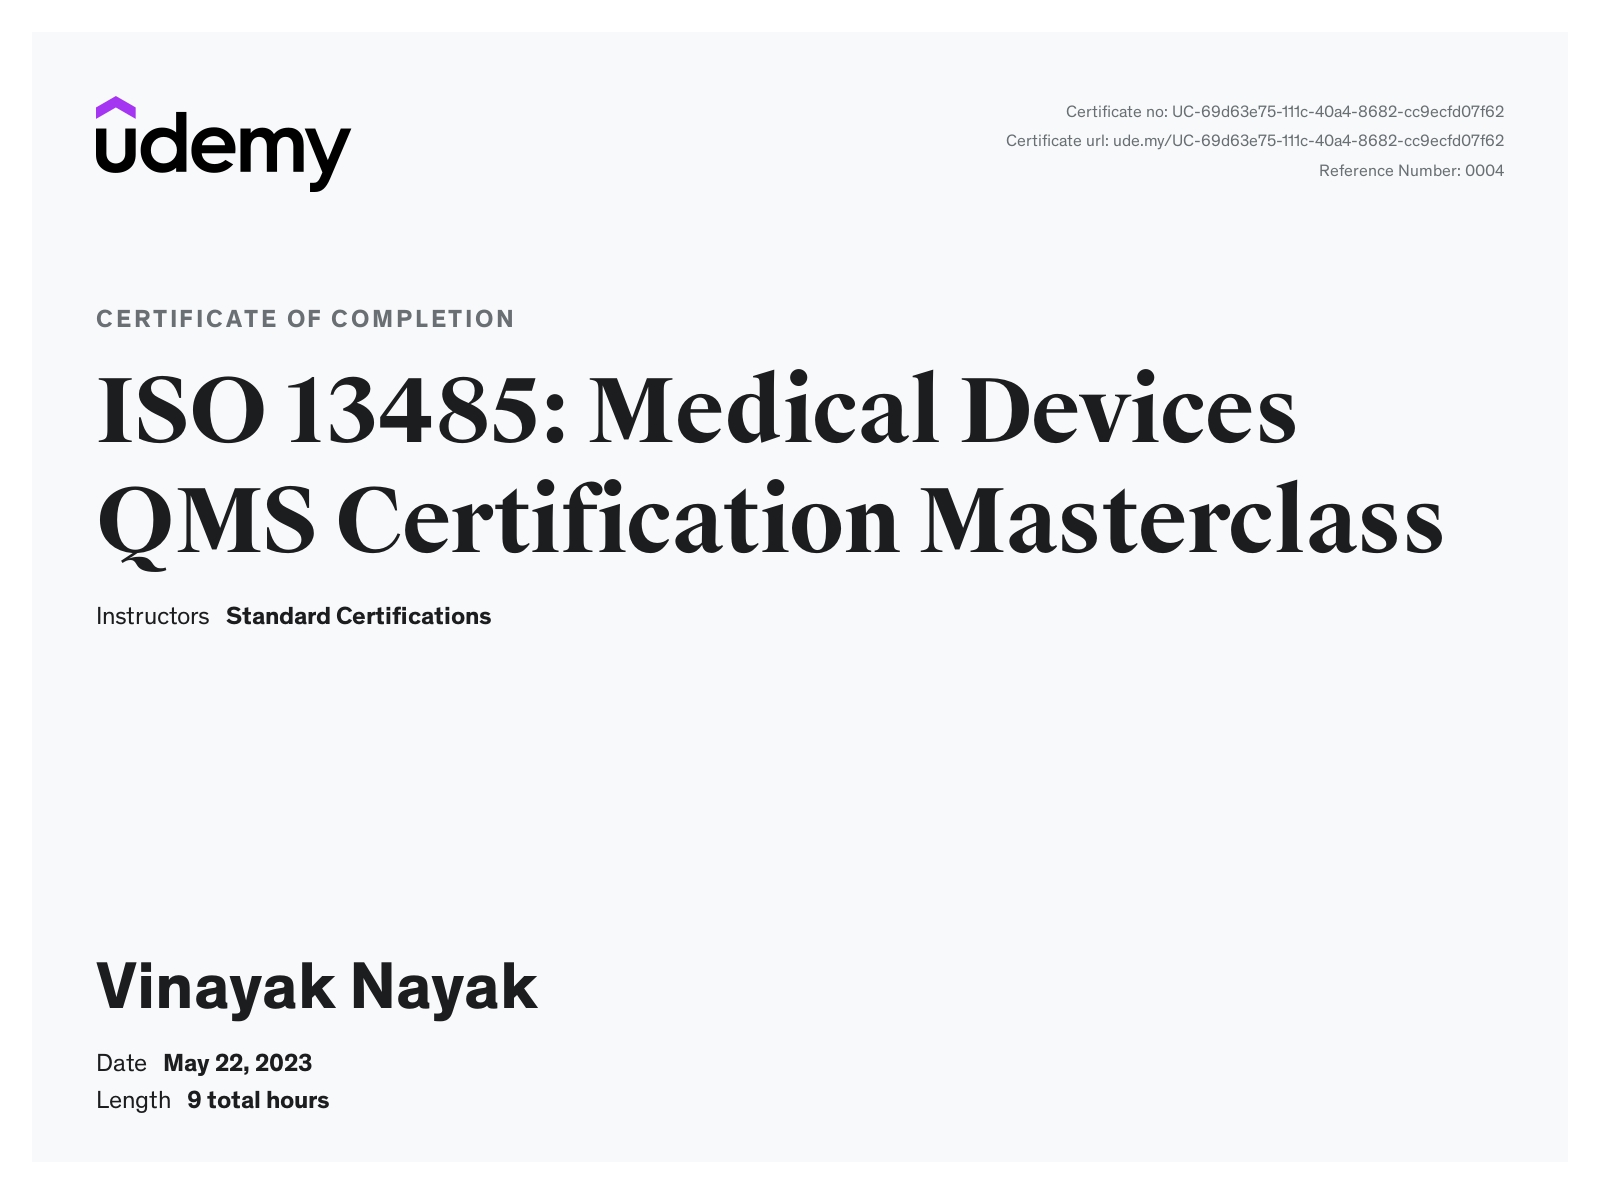 udemy
Certificate no: UC-69d63e75-111c-40a4-8682-cc9ecfd07f62
Certificate url: ude.my/UC-69d63e75-111c-40a4-8682-cc9ecfd07f62
Reference Number: 0004
CERTIFICATE OF COMPLETION
ISO 13485: Medical Devices
QMS Certification Masterclass
Instructors Standard Certifications
Vinayak Nayak
Date May 22, 2023
Length 9 total hours